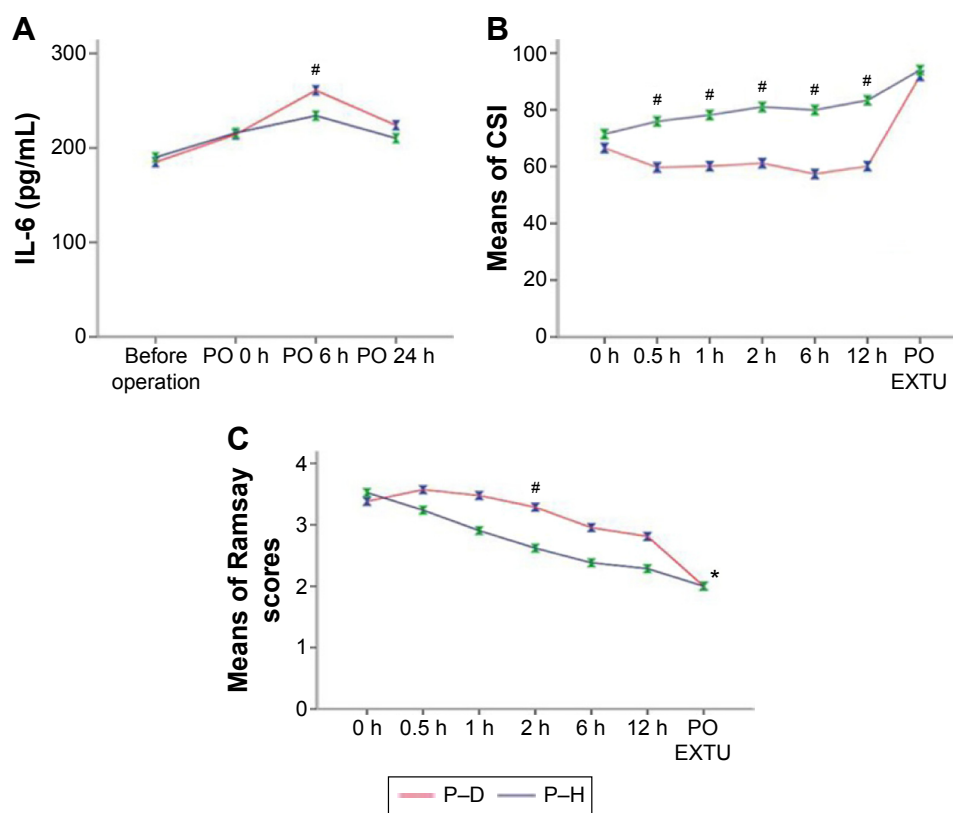 A
IL-6 (pg/mL)
300
200
100
0
#
Before operation
PO 0 h
PO 6 h
PO 24 h
B
Means of CSI
100
80
60
40
20
0
# # # # #
0 h
0.5 h
1 h
2 h
6 h
12 h
PO EXTU
C
Means of Ramsay scores
4
3
2
1
0
#
*
0 h
0.5 h
1 h
2 h
6 h
12 h
PO EXTU
P–D
P–H